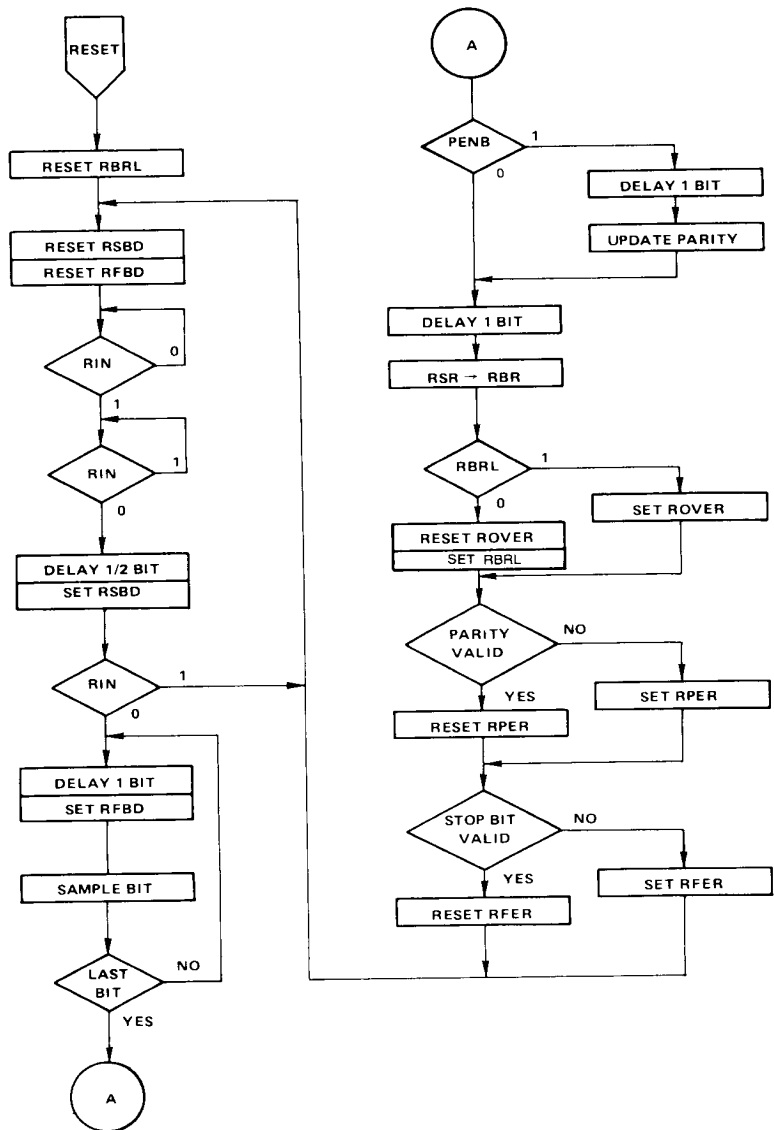 RESET
RESET RBRL
RESET RSBD
RESET RFBD
RIN
0
1
RIN
1
0
DELAY 1/2 BIT
SET RSBD
RIN
1
0
DELAY 1 BIT
SET RFBD
SAMPLE BIT
LAST
BIT
NO
YES
A
A
PENB
1
0
DELAY 1 BIT
UPDATE PARITY
DELAY 1 BIT
RSR → RBR
RBRL
1
0
SET ROVER
RESET ROVER
SET RBRL
PARITY
VALID
NO
YES
SET RPER
RESET RPER
STOP BIT
VALID
NO
YES
SET RFER
RESET RFER